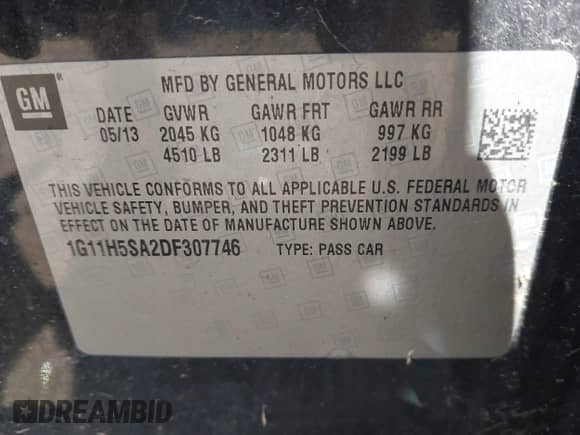 GM
®
MFD BY GENERAL MOTORS LLC
DATE GVWR GAWR FRT GAWR RR
05/13 2045 KG 1048 KG 997 KG
4510 LB 2311 LB 2199 LB
THIS VEHICLE CONFORMS TO ALL APPLICABLE U.S. FEDERAL MOTOR
VEHICLE SAFETY, BUMPER, AND THEFT PREVENTION STANDARDS IN
EFFECT ON THE DATE OF MANUFACTURE SHOWN ABOVE.
1G11H5SA2DF307746 TYPE: PASS CAR
DREAMBID